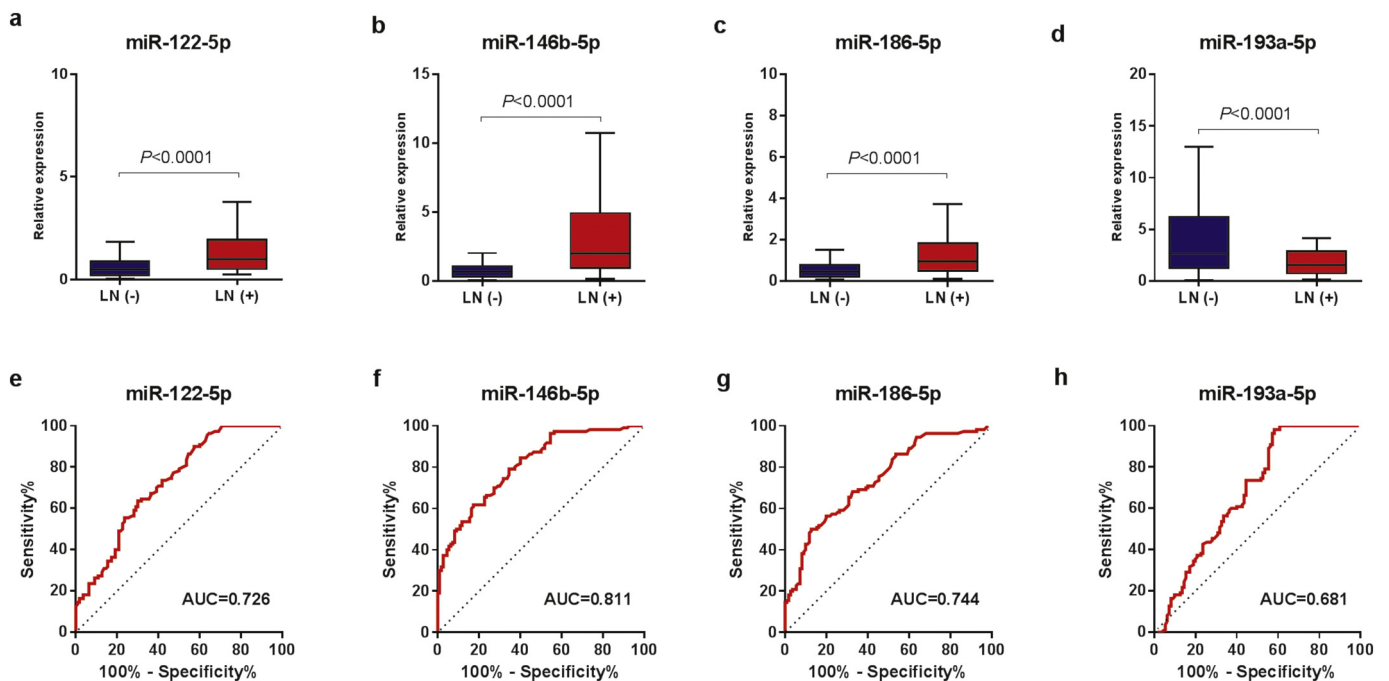 a
miR-122-5p
Relative expression
10
5
0
P<0.0001
LN (-)
LN (+)
b
miR-146b-5p
Relative expression
15
10
5
0
P<0.0001
LN (-)
LN (+)
c
miR-186-5p
Relative expression
10
8
6
4
2
0
P<0.0001
LN (-)
LN (+)
d
miR-193a-5p
Relative expression
20
15
10
5
0
P<0.0001
LN (-)
LN (+)
e
miR-122-5p
Sensitivity%
100
80
60
40
20
0
AUC=0.726
0 20 40 60 80 100
100% - Specificity%
f
miR-146b-5p
Sensitivity%
100
80
60
40
20
0
AUC=0.811
0 20 40 60 80 100
100% - Specificity%
g
miR-186-5p
Sensitivity%
100
80
60
40
20
0
AUC=0.744
0 20 40 60 80 100
100% - Specificity%
h
miR-193a-5p
Sensitivity%
100
80
60
40
20
0
AUC=0.681
0 20 40 60 80 100
100% - Specificity%